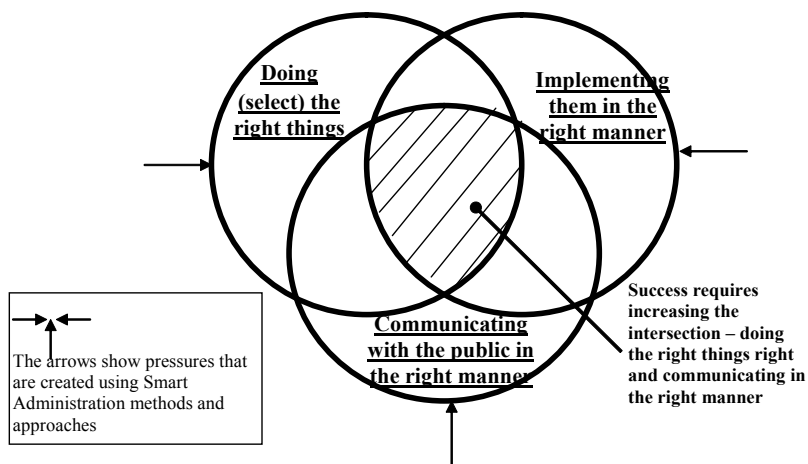 Doing
(select) the
right things
Implementing
them in the
right manner
Communicating
with the public in
the right manner
Success requires
increasing the
intersection – doing
the right things right
and communicating in
the right manner
The arrows show pressures that
are created using Smart
Administration methods and
approaches